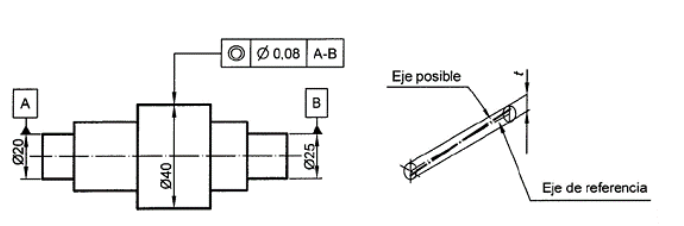 ⌾ Ø 0,08 A-B
A
B
Ø20
Ø40
Ø25
Eje posible
t
Eje de referencia